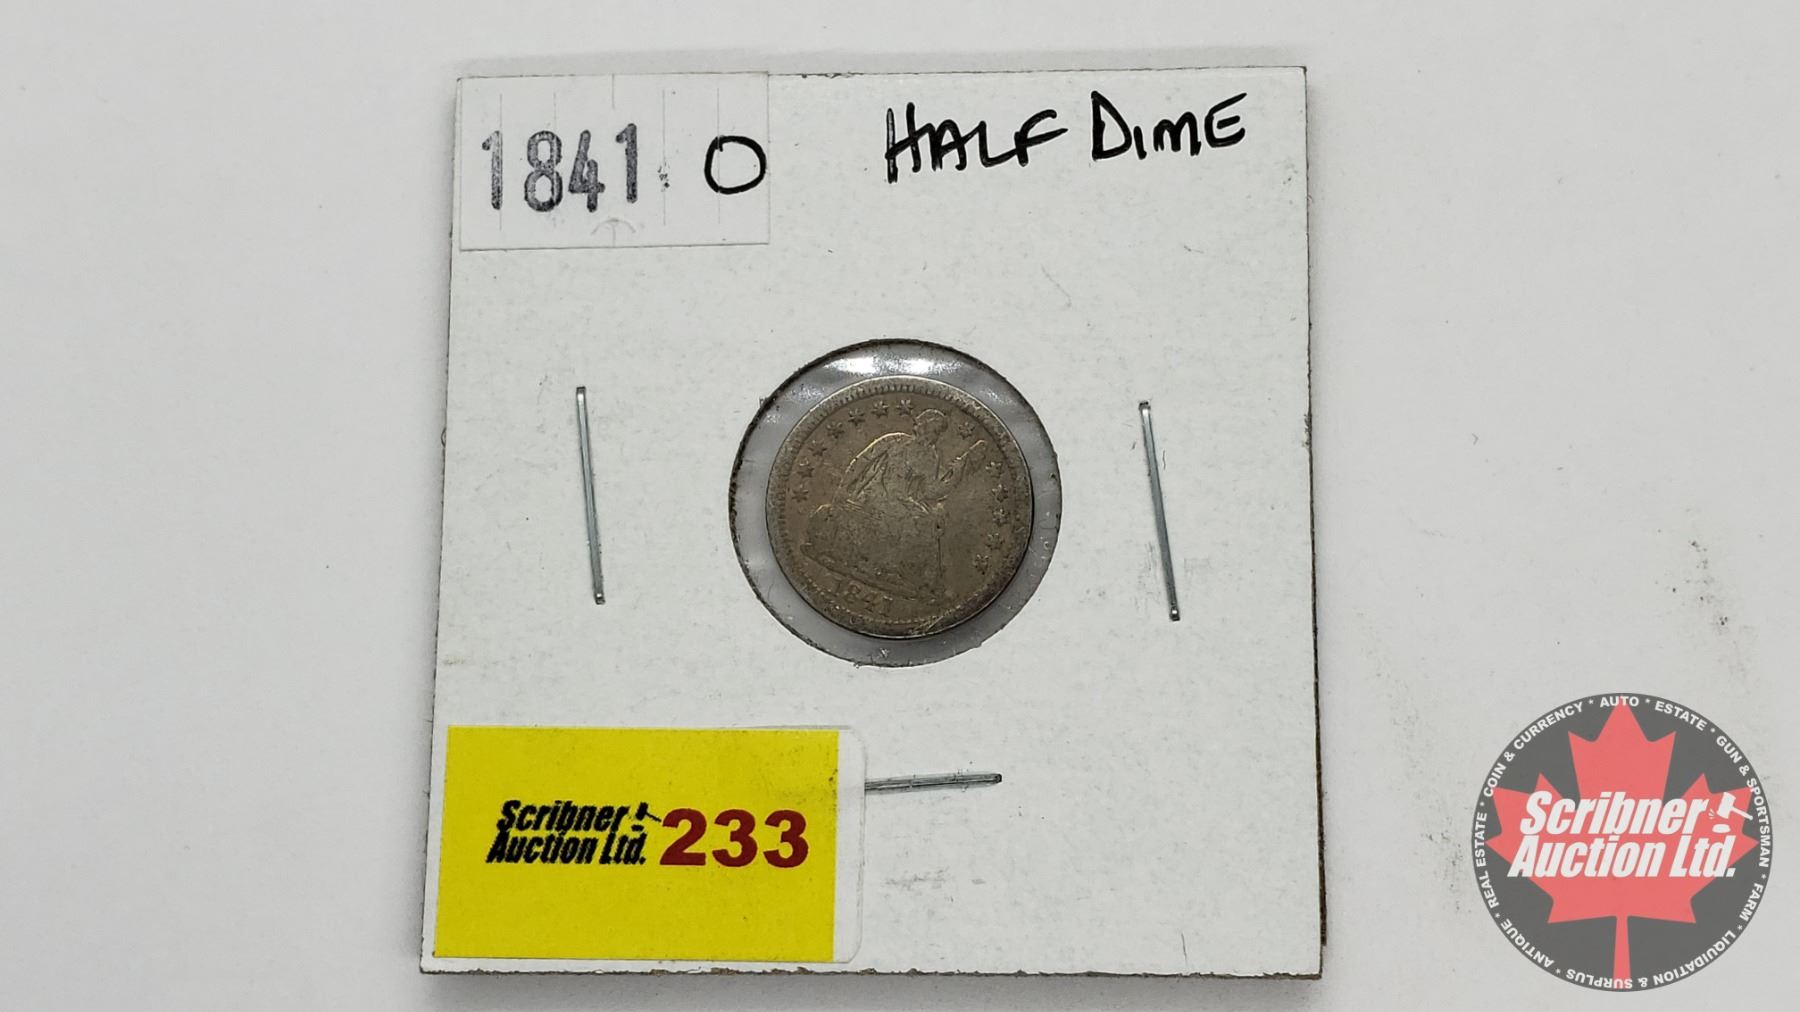 1841 O HALF DIME
1841
Scribner 233
Auction Ltd.
COIN & CURRENCY * AUTO * ESTATE * GUN & SPORTSMAN * FARM * LIQUIDATION & SURPLUS * ANTIQUE * REAL ESTATE *
Scribner
Auction Ltd.